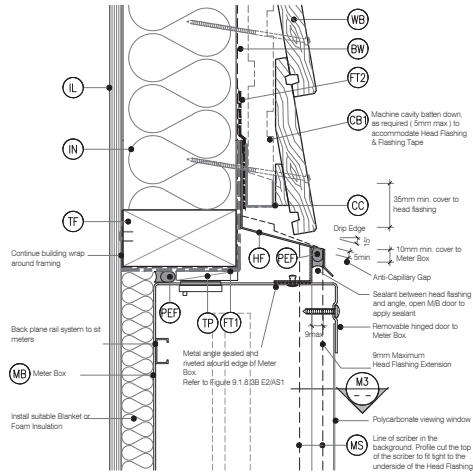 WB
BW
FT2
IL
CB1
Machine cavity batten down,
as required ( 5mm max ) to
accommodate Head Flashing
& Flashing Tape
IN
CC
35mm min. cover to
head flashing
TF
Drip Edge
15°
10mm min. cover to
Meter Box
5min
HF
PEF
Continue building wrap
around framing
Anti-Capillary Gap
PEF
TP
FT1
Sealant between head flashing
and angle, open M/B door to
apply sealant
9max
Back plane rail system to sit
meters
Metal angle sealed and
riveted around edge of Meter
Box.
Refer to Figure 9.1.8.3B E2/AS1
Removable hinged door to
Meter Box
9mm Maximum
Head Flashing Extension
MB
Meter Box
M3
Install suitable Blanket or
Foam Insulation
Polycarbonate viewing window
MS
Line of scriber in the
background. Profile cut the top
of the scriber to fit tight to the
underside of the Head Flashing